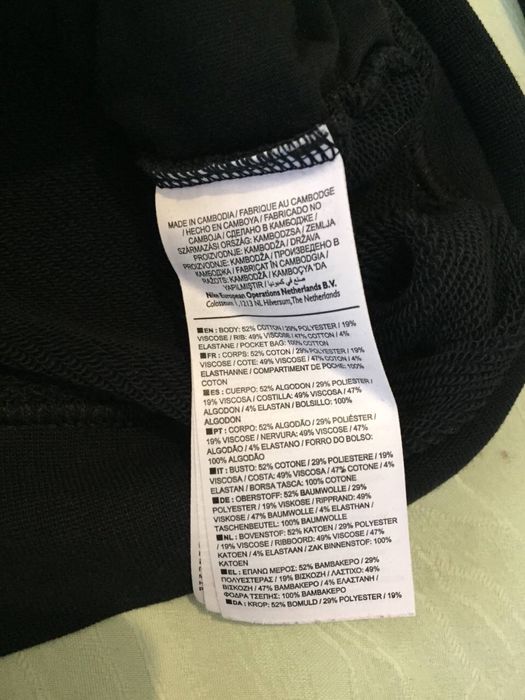 MADE IN CAMBODIA / FABRIQUE AU CAMBODGE
/ HECHO EN CAMBOYA / FABRICADO NO
CAMBOJA / СДЕЛАНО В КАМБОДЖЕ /
SZÁRMAZÁSI ORSZÁG: KAMBODZSA / ZEMLJA
PROIZVODNJE: KAMBODŽA / DRŽAVA
PROIZVODNJE: KAMBODŽA / ПРОИЗВЕДЕНО В
КАМБОДЖА / FABRICAT ÎN CAMBODGIA /
RAŽOTS: KAMBODŽĀ / KAMBOÇYA'DA
YAPILMIŞTIR / صنع في كمبوديا
Nike European Operations Netherlands B.V.
Colosseum 1, 1213 NL Hilversum, The Netherlands
■EN : BODY: 52% COTTON / 29% POLYESTER / 19%
VISCOSE / RIB: 49% VISCOSE / 47% COTTON / 4%
ELASTANE / POCKET BAG: 100% COTTON
■FR : CORPS: 52% COTON / 29% POLYESTER / 19%
VISCOSE / COTE: 49% VISCOSE / 47% COTON / 4%
ELASTHANNE / COMPARTIMENT DE POCHE: 100%
COTON
■ES : CUERPO: 52% ALGODON / 29% POLIESTER /
19% VISCOSA / COSTILLA: 49% VISCOSA / 47%
ALGODON / 4% ELASTAN / BOLSILLO: 100%
ALGODON
■PT : CORPO: 52% ALGODÃO / 29% POLIÉSTER /
19% VISCOSE / NERVURA: 49% VISCOSE / 47%
ALGODÃO / 4% ELASTANO / FORRO DO BOLSO:
100% ALGODÃO
■IT : BUSTO: 52% COTONE / 29% POLIESTERE / 19%
VISCOSA / COSTA: 49% VISCOSA / 47% COTONE / 4%
ELASTAN / BORSA TASCA: 100% COTONE
■DE : OBERSTOFF: 52% BAUMWOLLE / 29%
POLYESTER / 19% VISKOSE / RIPPRAND: 49%
VISKOSE / 47% BAUMWOLLE / 4% ELASTHAN /
TASCHENBEUTEL: 100% BAUMWOLLE
■NL : BOVENSTOF: 52% KATOEN / 29% POLYESTER
/ 19% VISCOSE / RIBBOORD: 49% VISCOSE / 47%
KATOEN / 4% ELASTAAN / ZAK BINNENSTOF: 100%
KATOEN
■EL : ΕΠΑΝΩ ΜΕΡΟΣ: 52% ΒΑΜΒΑΚΕΡΟ / 29%
ΠΟΛΥΕΣΤΕΡΑΣ / 19% ΒΙΣΚΟΖΗ / ΛΑΣΤΙΧΟ: 49%
ΒΙΣΚΟΖΗ / 47% ΒΑΜΒΑΚΕΡΟ / 4% ΕΛΑΣΤΑΝΗ /
ΦΟΔΡΑ ΤΣΕΠΗΣ: 100% ΒΑΜΒΑΚΕΡΟ
■DA : KROP: 52% BOMULD / 29% POLYESTER / 19%